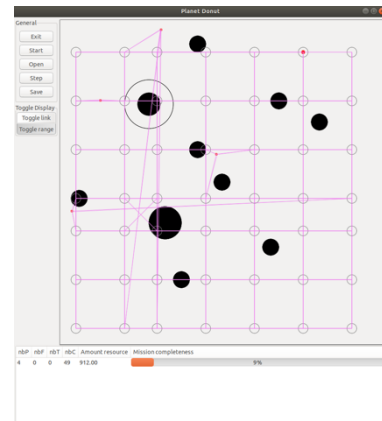 Planet Donut
General
Exit
Start
Open
Step
Save
Toggle Display
Toggle link
Toggle range
nbP nbF nbT nbC Amount resource Mission completeness
4 0 0 49 912.00 9%